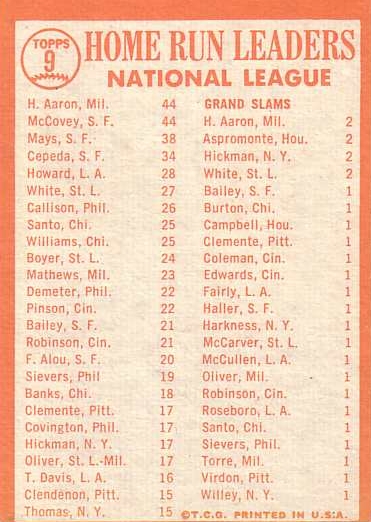 TOPPS
9
HOME RUN LEADERS
NATIONAL LEAGUE
H. Aaron, Mil. 44
McCovey, S. F. 44
Mays, S. F. 38
Cepeda, S. F. 34
Howard, L. A. 28
White, St. L. 27
Callison, Phil. 26
Santo, Chi. 25
Williams, Chi. 25
Boyer, St. L. 24
Mathews, Mil. 23
Demeter, Phil. 22
Pinson, Cin. 22
Bailey, S. F. 21
Robinson, Cin. 21
F. Alou, S. F. 20
Sievers, Phil 19
Banks, Chi. 18
Clemente, Pitt. 17
Covington, Phil. 17
Hickman, N. Y. 17
Oliver, St. L.-Mil. 17
T. Davis, L. A. 16
Clendenon, Pitt. 15
Thomas, N. Y. 15
GRAND SLAMS
H. Aaron, Mil. 2
Aspromonte, Hou. 2
Hickman, N. Y. 2
White, St. L. 2
Bailey, S. F. 1
Burton, Chi. 1
Campbell, Hou. 1
Clemente, Pitt. 1
Coleman, Cin. 1
Edwards, Cin. 1
Fairly, L. A. 1
Haller, S. F. 1
Harkness, N. Y. 1
McCarver, St. L. 1
McCullen, L. A. 1
Oliver, Mil. 1
Robinson, Cin. 1
Roseboro, L. A. 1
Santo, Chi. 1
Sievers, Phil. 1
Torre, Mil. 1
Virdon, Pitt. 1
Willey, N. Y. 1
©T.C.G. PRINTED IN U.S.A.